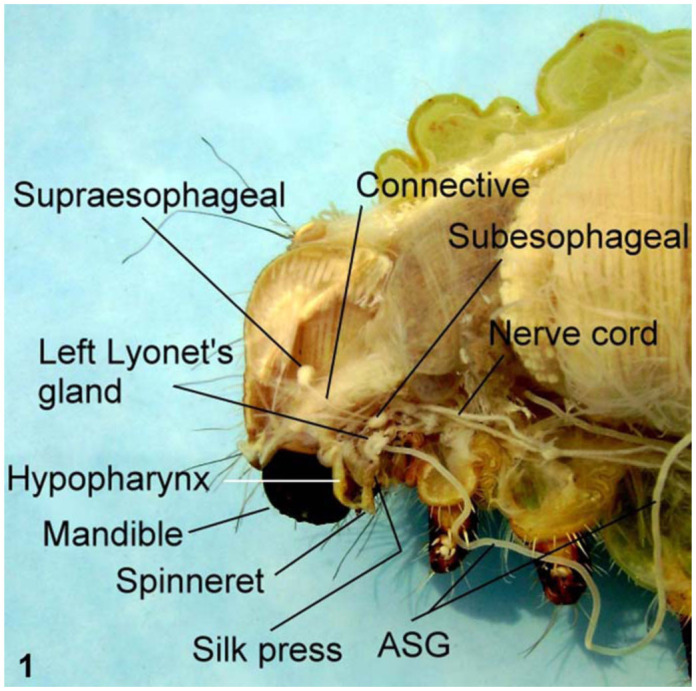 Supraesophageal
Connective
Subesophageal
Nerve cord
Left Lyonet's
gland
Hypopharynx
Mandible
Spinneret
Silk press
ASG
1